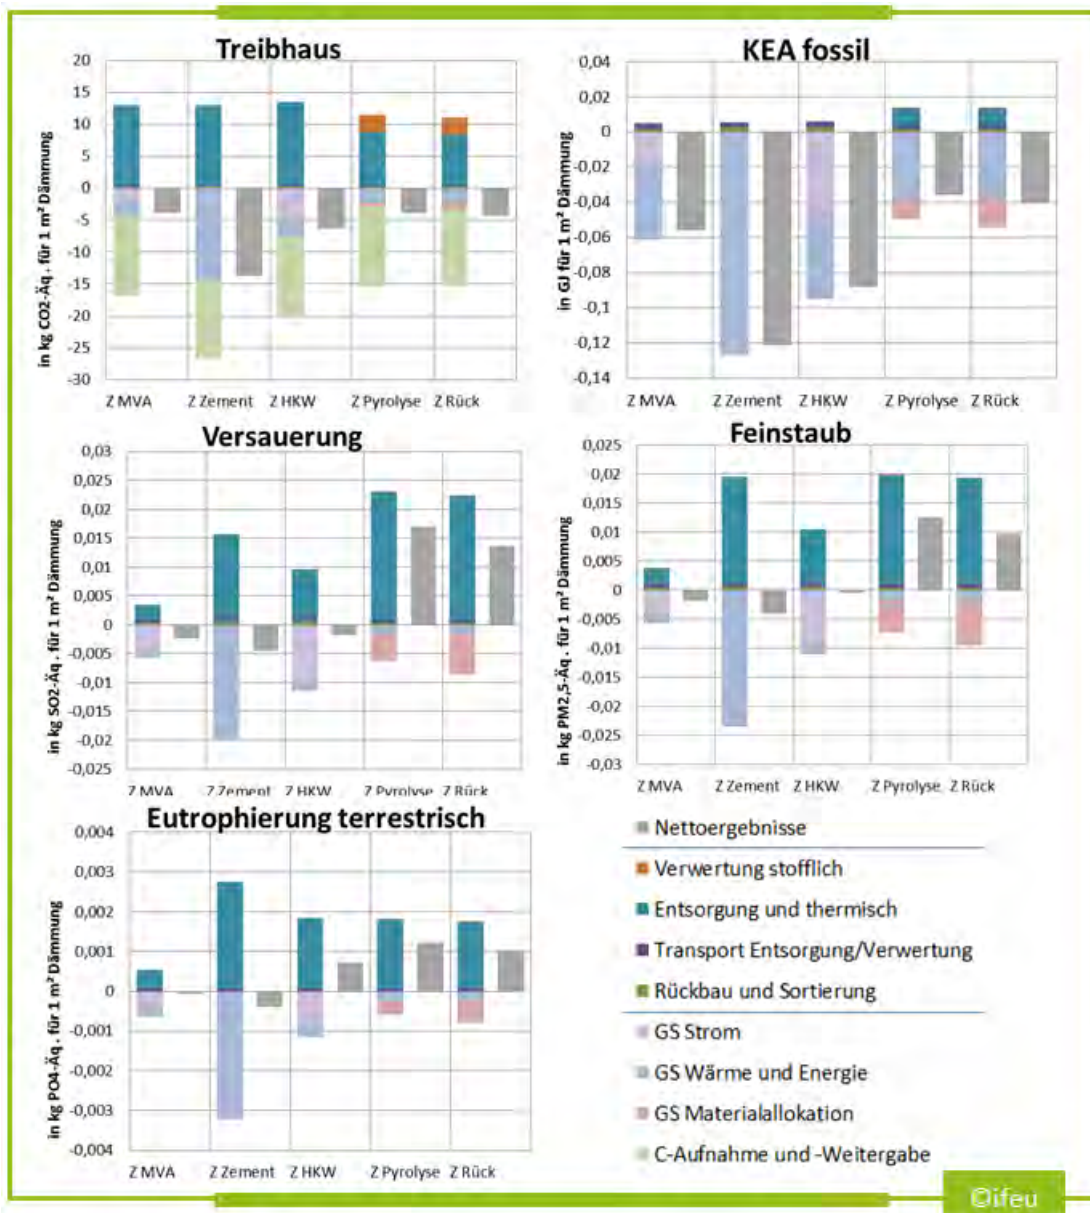 Treibhaus
in kg CO2-Äq . für 1 m² Dämmung
20
15
10
5
0
-5
-10
-15
-20
-25
-30
Z MVA Z Zement Z HKW Z Pyrolyse Z Rück
KEA fossil
in GJ für 1 m² Dämmung
0,04
0,02
0
-0,02
-0,04
-0,06
-0,08
-0,1
-0,12
-0,14
Z MVA Z Zement Z HKW Z Pyrolyse Z Rück
Versauerung
in kg SO2-Äq . für 1 m² Dämmung
0,03
0,025
0,02
0,015
0,01
0,005
0
-0,005
-0,01
-0,015
-0,02
-0,025
Z MVA Z Zement Z HKW Z Pyrolyse Z Rück
Feinstaub
in kg PM2,5-Äq . für 1 m² Dämmung
0,025
0,02
0,015
0,01
0,005
0
-0,005
-0,01
-0,015
-0,02
-0,025
-0,03
Z MVA Z Zement Z HKW Z Pyrolyse Z Rück
Eutrophierung terrestrisch
in kg PO4-Äq . für 1 m² Dämmung
0,004
0,003
0,002
0,001
0
-0,001
-0,002
-0,003
-0,004
Z MVA Z Zement Z HKW Z Pyrolyse Z Rück
Nettoergebnisse
Verwertung stofflich
Entsorgung und thermisch
Transport Entsorgung/Verwertung
Rückbau und Sortierung
GS Strom
GS Wärme und Energie
GS Materialallokation
C-Aufnahme und -Weitergabe
©ifeu